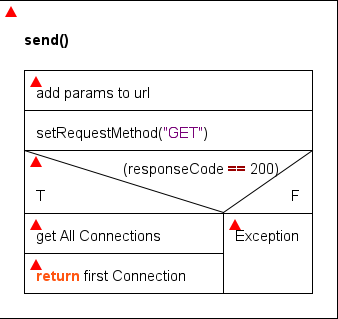 send()
add params to url
setRequestMethod("GET")
(responseCode == 200)
T F
get All Connections
Exception
return first Connection